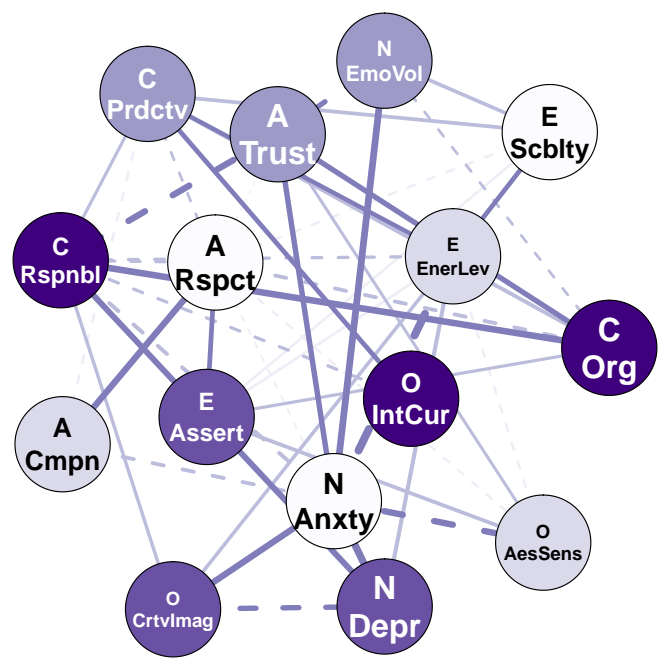 N
EmoVol
C
Prdctv
A
Trust
E
Scblty
C
Rspnbl
A
Rspct
E
EnerLev
C
Org
O
IntCur
E
Assert
A
Cmpn
N
Anxty
O
AesSens
O
CrtvImag
N
Depr